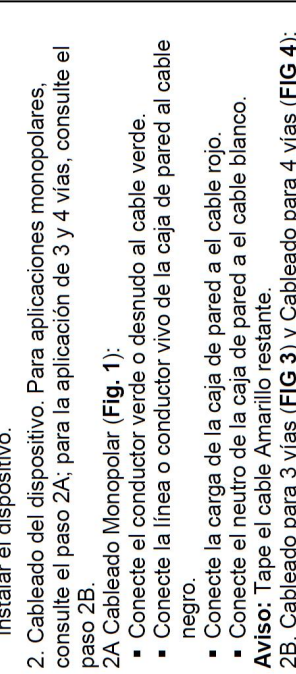 instalar el dispositivo.
2. Cableado del dispositivo. Para aplicaciones monopolares,
consulte el paso 2A; para la aplicación de 3 y 4 vías, consulte el
paso 2B.
2A Cableado Monopolar (Fig. 1):
▪ Conecte el conductor verde o desnudo al cable verde.
▪ Conecte la línea o conductor vivo de la caja de pared al cable
negro.
▪ Conecte la carga de la caja de pared a el cable rojo.
▪ Conecte el neutro de la caja de pared a el cable blanco.
Aviso: Tape el cable Amarillo restante.
2B. Cableado para 3 vías (FIG 3) y Cableado para 4 vías (FIG 4):